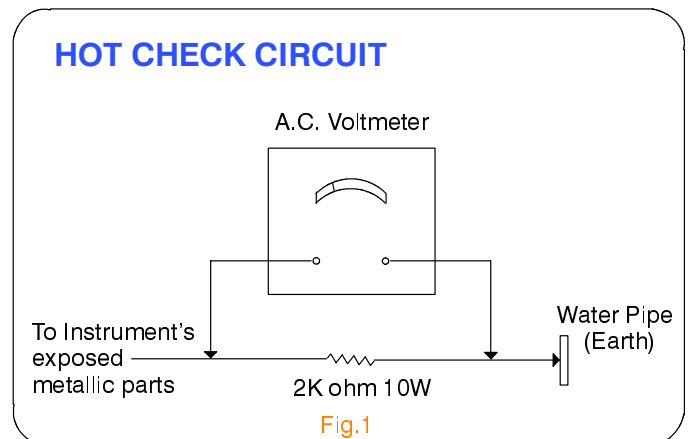 HOT CHECK CIRCUIT
A.C. Voltmeter
To Instrument's
exposed
metallic parts
Water Pipe
(Earth)
2K ohm 10W
Fig.1